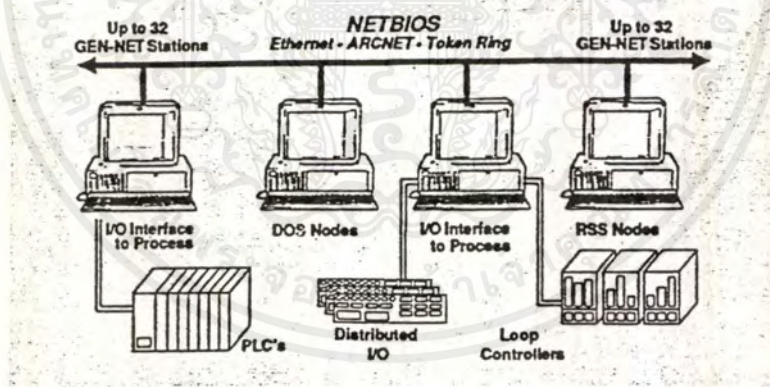 Up to 32
GEN-NET Stations
NETBIOS
Ethernet - ARCNET - Token Ring
Up to 32
GEN-NET Stations
I/O Interface
to Process
DOS Nodes
I/O Interface
to Process
RSS Nodes
PLC's
Distributed
I/O
Loop
Controllers